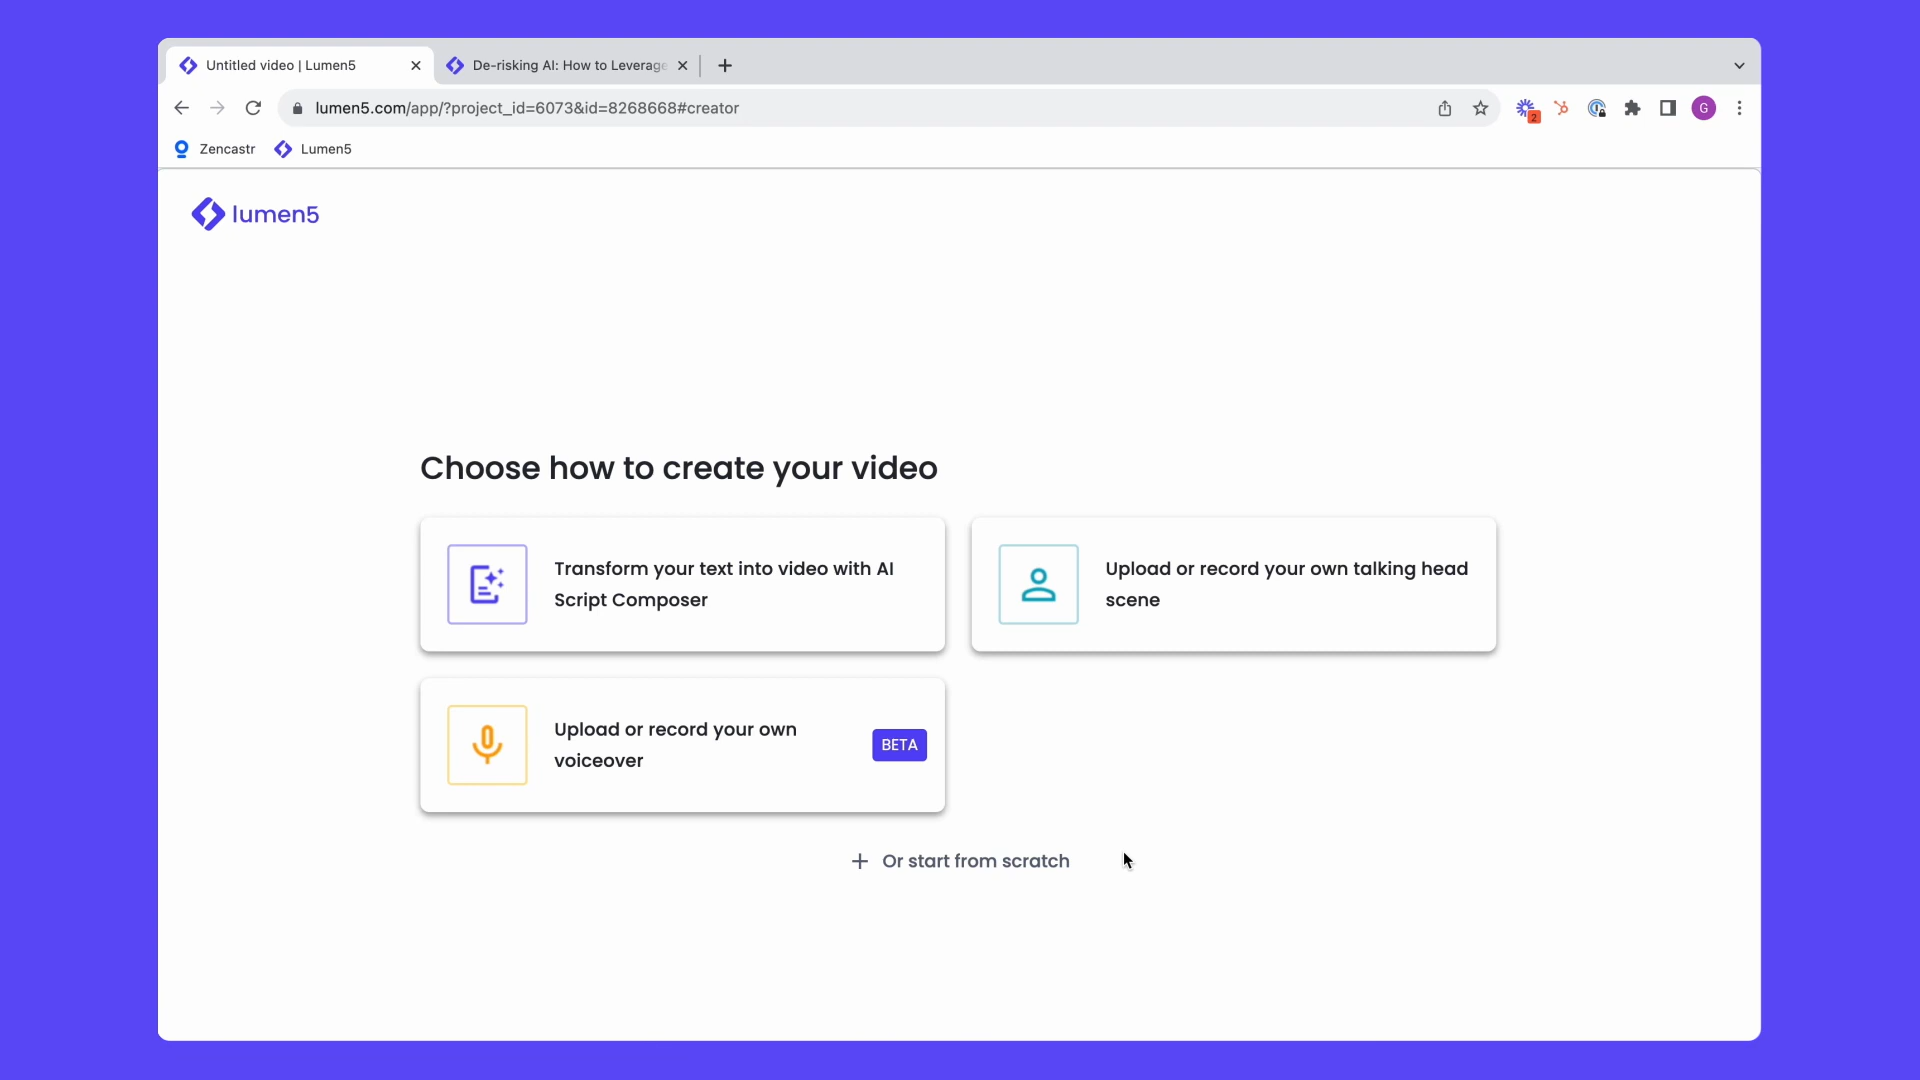 Untitled video | Lumen5
De-risking AI: How to Leverage
lumen5.com/app/?project_id=6073&id=8268668#creator
2
G
Zencastr
Lumen5
lumen5
Choose how to create your video
Transform your text into video with AI
Script Composer
Upload or record your own talking head
scene
Upload or record your own
voiceover
BETA
Or start from scratch